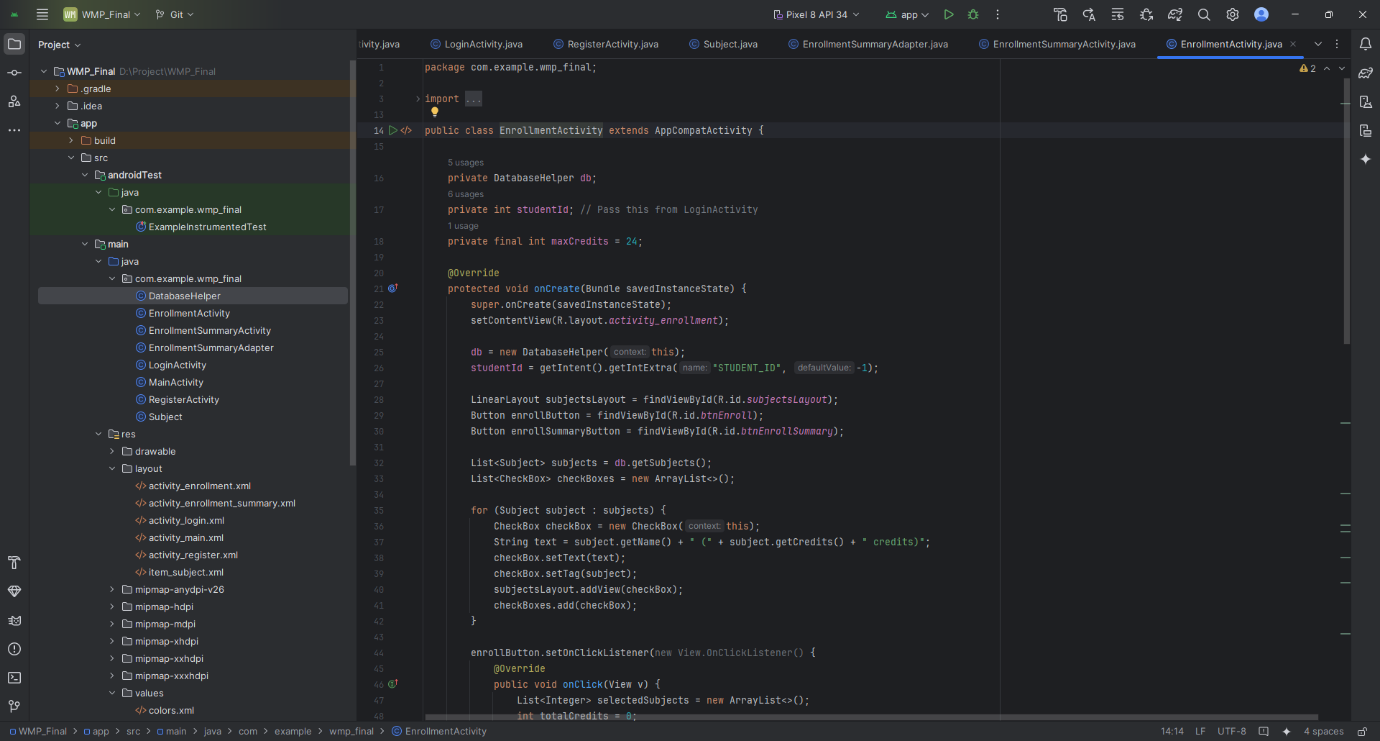 WMP_Final
Git
Pixel 8 API 34
app
Project
tivity.java
LoginActivity.java
RegisterActivity.java
Subject.java
EnrollmentSummaryAdapter.java
EnrollmentSummaryActivity.java
EnrollmentActivity.java
WMP_Final D:\Project\WMP_Final
.gradle
.idea
app
build
src
androidTest
java
com.example.wmp_final
ExampleInstrumentedTest
main
java
com.example.wmp_final
DatabaseHelper
EnrollmentActivity
EnrollmentSummaryActivity
EnrollmentSummaryAdapter
LoginActivity
MainActivity
RegisterActivity
Subject
res
drawable
layout
activity_enrollment.xml
activity_enrollment_summary.xml
activity_login.xml
activity_main.xml
activity_register.xml
item_subject.xml
mipmap-anydpi-v26
mipmap-hdpi
mipmap-mdpi
mipmap-xhdpi
mipmap-xxhdpi
mipmap-xxxhdpi
values
colors.xml
2
1 package com.example.wmp_final;
2
3 import ...
13
14 public class EnrollmentActivity extends AppCompatActivity {
15
5 usages
16 private DatabaseHelper db;
6 usages
17 private int studentId; // Pass this from LoginActivity
1 usage
18 private final int maxCredits = 24;
19
20 @Override
21 protected void onCreate(Bundle savedInstanceState) {
22 super.onCreate(savedInstanceState);
23 setContentView(R.layout.activity_enrollment);
24
25 db = new DatabaseHelper( context: this);
26 studentId = getIntent().getIntExtra( name: "STUDENT_ID", defaultValue: -1);
27
28 LinearLayout subjectsLayout = findViewById(R.id.subjectsLayout);
29 Button enrollButton = findViewById(R.id.btnEnroll);
30 Button enrollSummaryButton = findViewById(R.id.btnEnrollSummary);
31
32 List<Subject> subjects = db.getSubjects();
33 List<CheckBox> checkBoxes = new ArrayList<>();
34
35 for (Subject subject : subjects) {
36 CheckBox checkBox = new CheckBox( context: this);
37 String text = subject.getName() + " (" + subject.getCredits() + " credits)";
38 checkBox.setText(text);
39 checkBox.setTag(subject);
40 subjectsLayout.addView(checkBox);
41 checkBoxes.add(checkBox);
42 }
43
44 enrollButton.setOnClickListener(new View.OnClickListener() {
45 @Override
46 public void onClick(View v) {
47 List<Integer> selectedSubjects = new ArrayList<>();
48 int totalCredits = 0;
WMP_Final > app > src > main > java > com > example > wmp_final > EnrollmentActivity
14:14 LF UTF-8 4 spaces